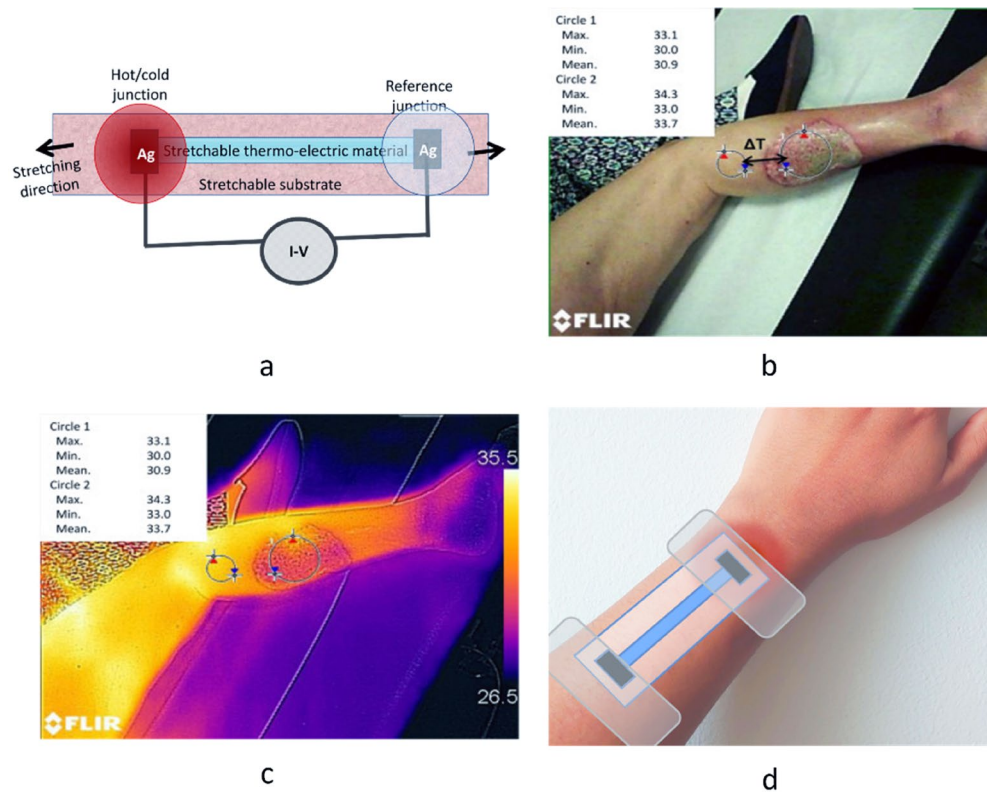 Hot/cold
junction
Reference
junction
Ag
Stretchable thermo-electric material
Ag
Stretching
direction
Stretchable substrate
I-V
a
Circle 1
Max. 33.1
Min. 30.0
Mean. 30.9
Circle 2
Max. 34.3
Min. 33.0
Mean. 33.7
ΔT
FLIR
b
Circle 1
Max. 33.1
Min. 30.0
Mean. 30.9
Circle 2
Max. 34.3
Min. 33.0
Mean. 33.7
35.5
26.5
FLIR
c
d